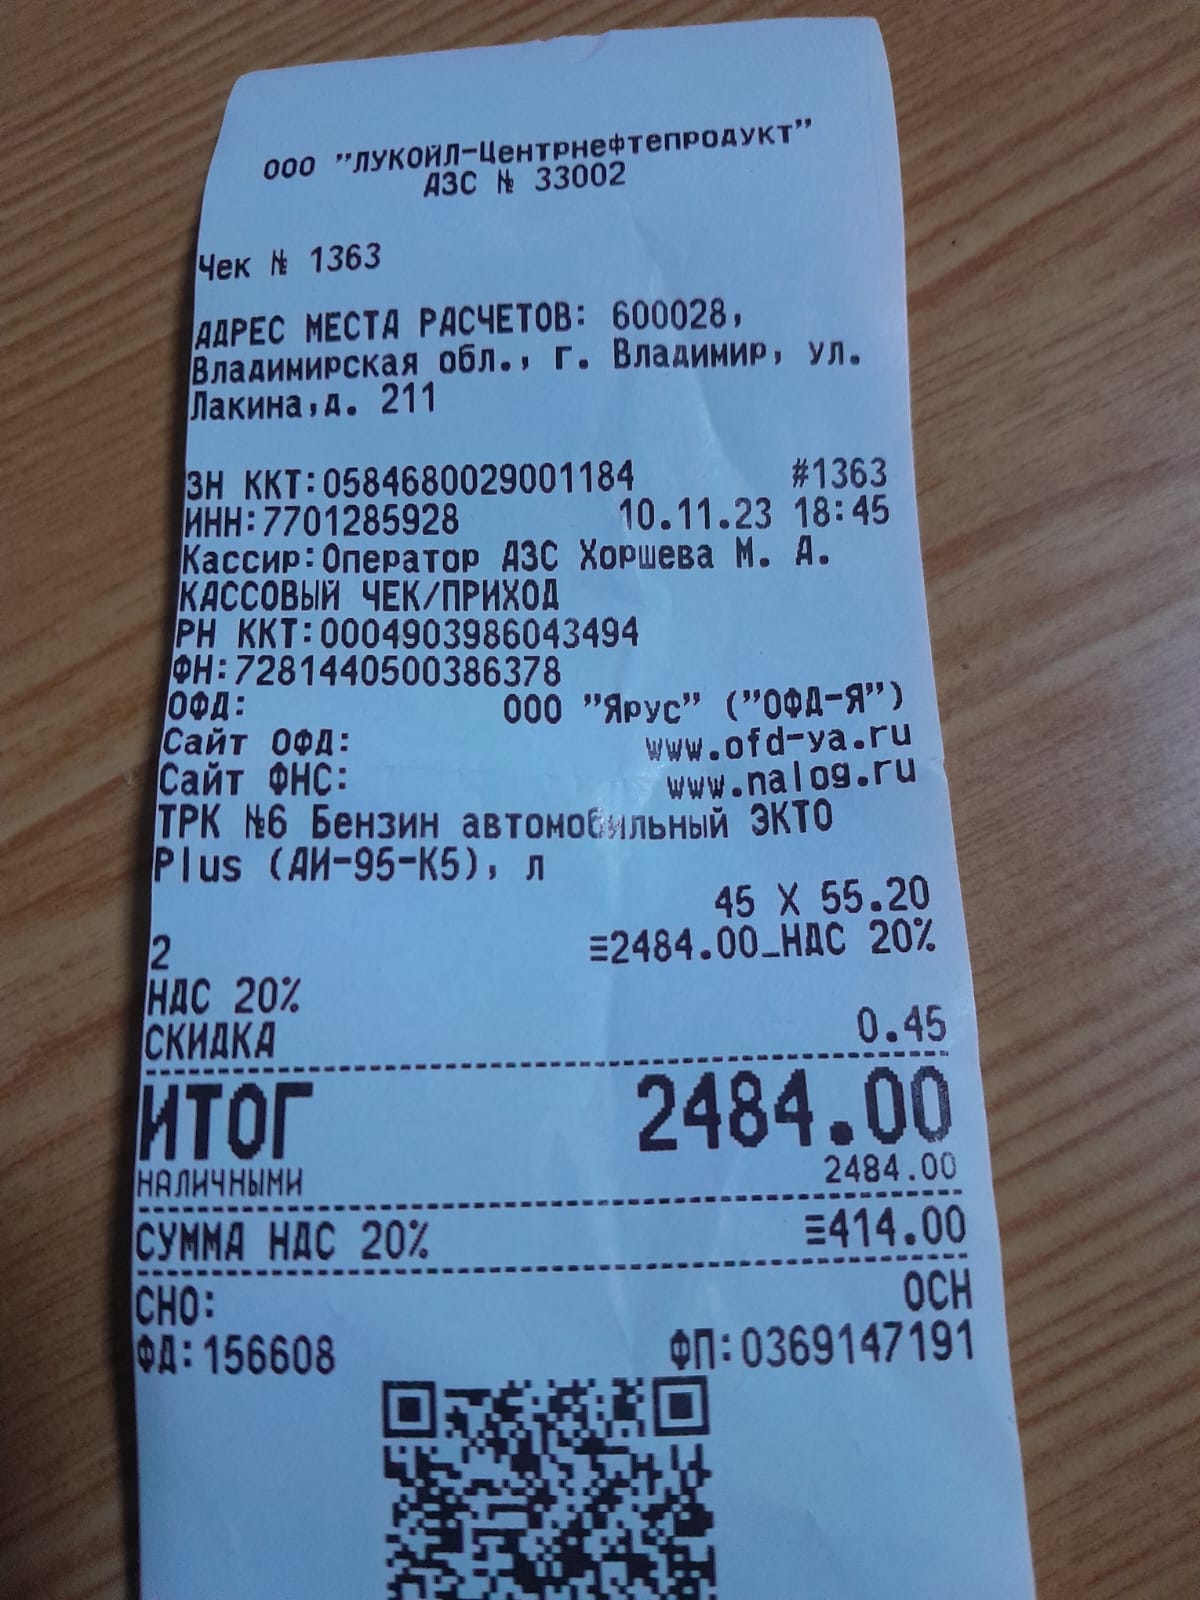 ООО "ЛУКОЙЛ-Центрнефтепродукт"
АЗС № 33002
Чек № 1363
АДРЕС МЕСТА РАСЧЕТОВ: 600028,
Владимирская обл., г. Владимир, ул.
Лакина,д. 211
ЗН ККТ:0584680029001184 #1363
ИНН:7701285928 10.11.23 18:45
Кассир:Оператор АЗС Хоршева М. А.
КАССОВЫЙ ЧЕК/ПРИХОД
РН ККТ:0004903986043494
ФН:7281440500386378
ОФД: ООО "Ярус" ("ОФД-Я")
Сайт ОФД: www.ofd-ya.ru
Сайт ФНС: www.nalog.ru
ТРК №6 Бензин автомобильный ЭКТО
Plus (АИ-95-К5), л
45 X 55.20
2 ≡2484.00_НДС 20%
НДС 20%
СКИДКА 0.45
ИТОГ 2484.00
НАЛИЧНЫМИ 2484.00
СУММА НДС 20% ≡414.00
СНО: ОСН
ФД:156608 ФП:0369147191